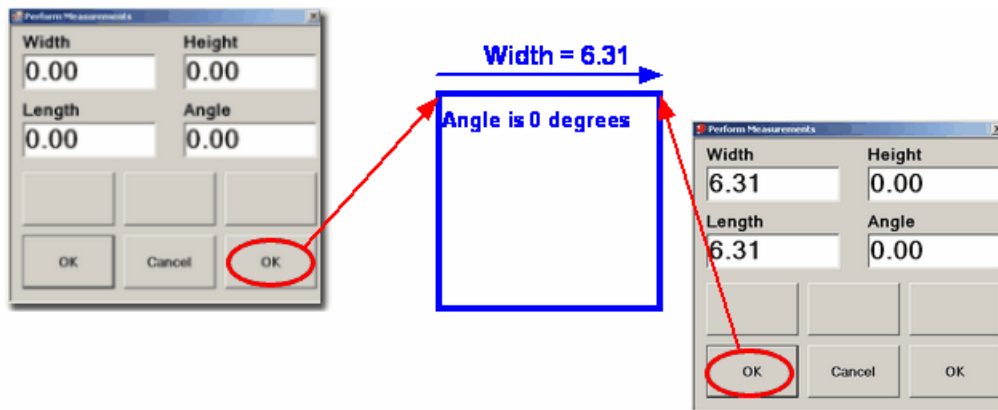 Perform Measurements
Width Height
0.00 0.00
Length Angle
0.00 0.00
OK Cancel OK
Width = 6.31
Angle is 0 degrees
Perform Measurements
Width Height
6.31 0.00
Length Angle
6.31 0.00
OK Cancel OK